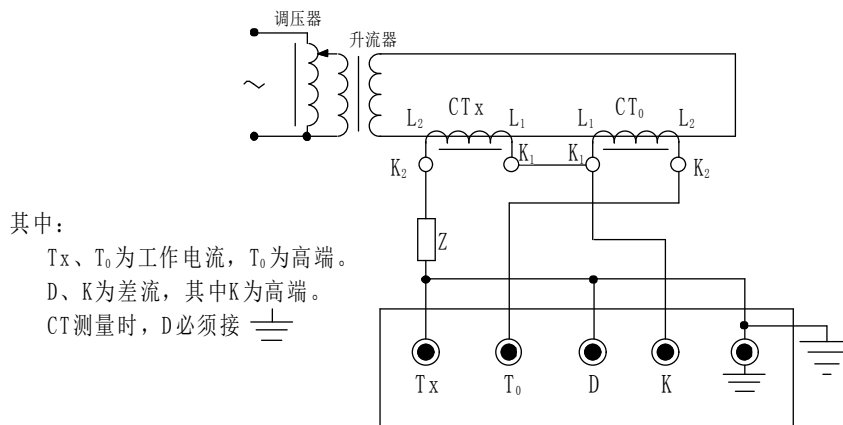 调压器
升流器
~
L₂ CTx L₁ L₁ CT₀ L₂
K₂ K₁ K₁ K₂
Z
其中：
Tx、T₀为工作电流，T₀为高端。
D、K为差流，其中K为高端。
CT测量时，D必须接
Tx T₀ D K